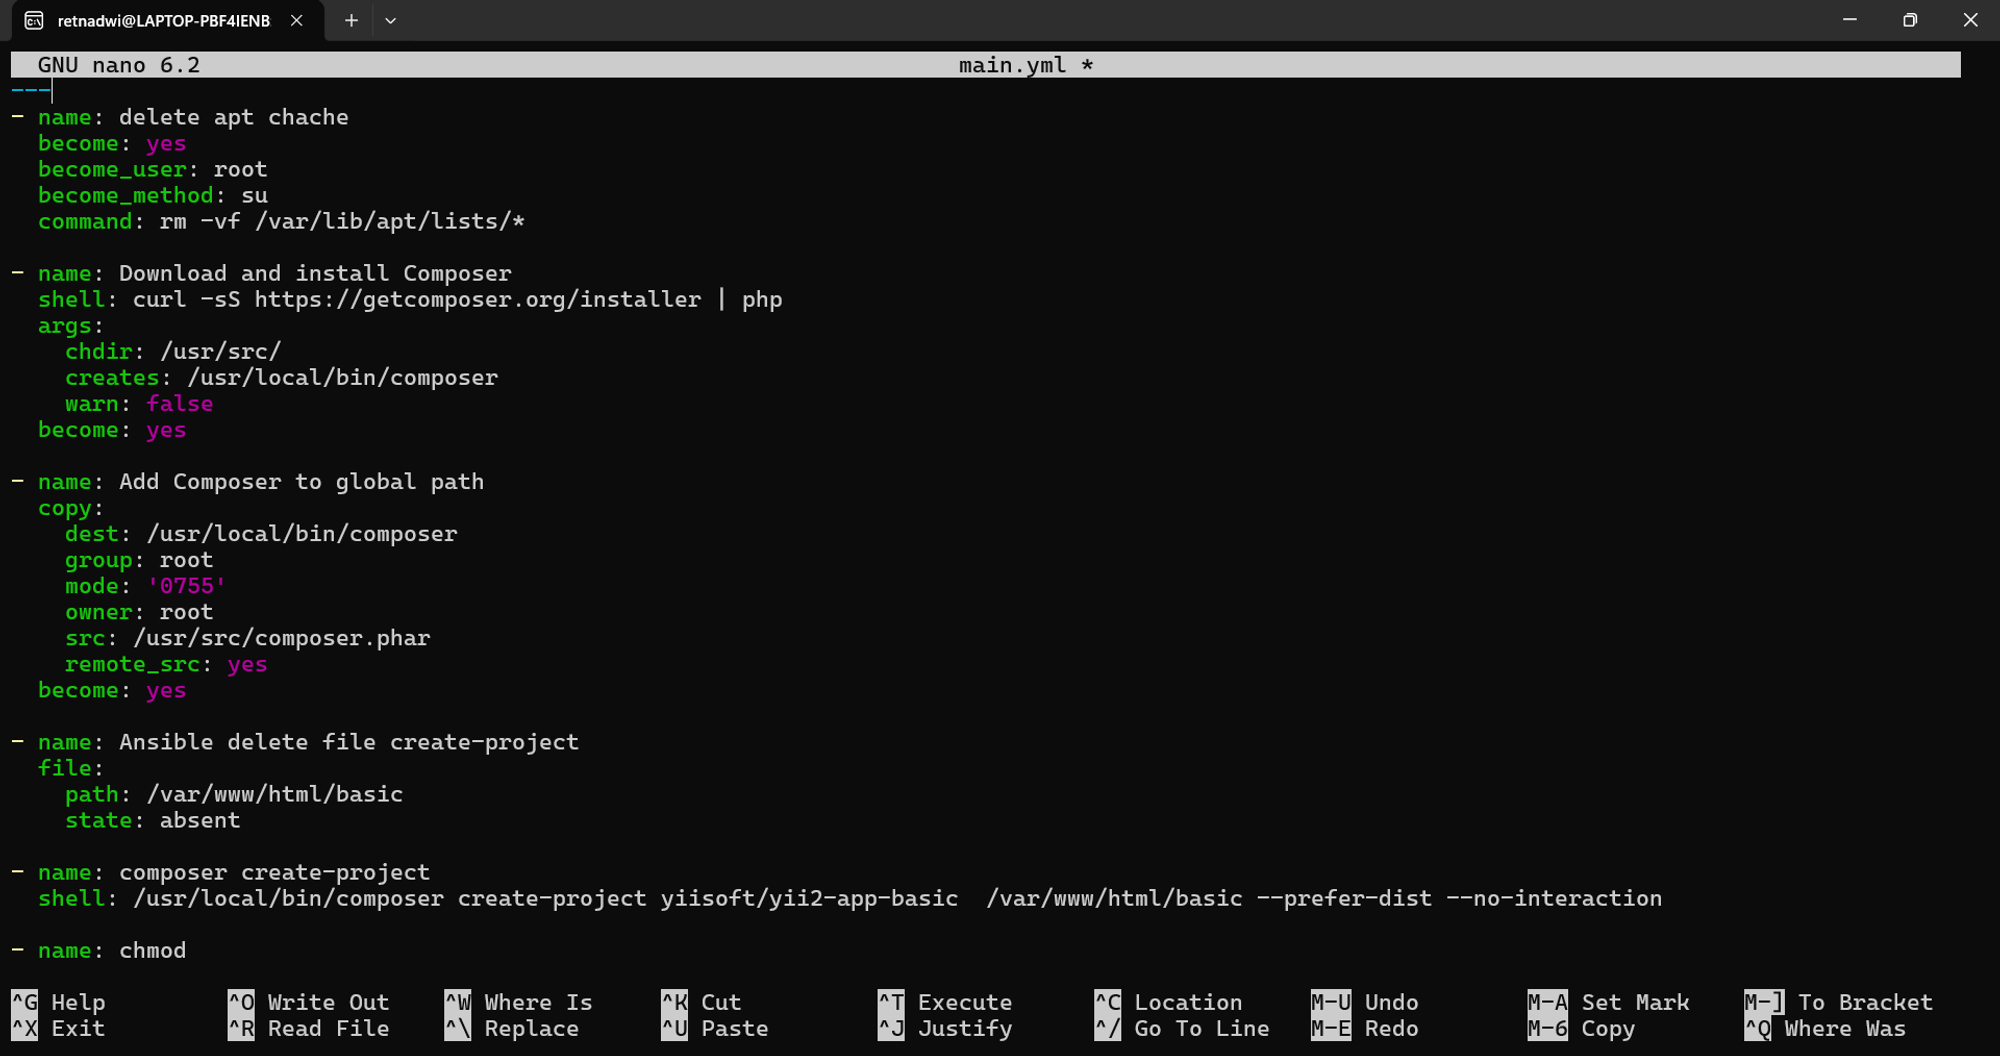 retnadwi@LAPTOP-PBF4IENB
GNU nano 6.2 main.yml *
---
- name: delete apt chache
  become: yes
  become_user: root
  become_method: su
  command: rm -vf /var/lib/apt/lists/*

- name: Download and install Composer
  shell: curl -sS https://getcomposer.org/installer | php
  args:
    chdir: /usr/src/
    creates: /usr/local/bin/composer
    warn: false
  become: yes

- name: Add Composer to global path
  copy:
    dest: /usr/local/bin/composer
    group: root
    mode: '0755'
    owner: root
    src: /usr/src/composer.phar
    remote_src: yes
  become: yes

- name: Ansible delete file create-project
  file:
    path: /var/www/html/basic
    state: absent

- name: composer create-project
  shell: /usr/local/bin/composer create-project yiisoft/yii2-app-basic  /var/www/html/basic --prefer-dist --no-interaction

- name: chmod

^G Help ^O Write Out ^W Where Is ^K Cut ^T Execute ^C Location M-U Undo M-A Set Mark M-] To Bracket
^X Exit ^R Read File ^\ Replace ^U Paste ^J Justify ^/ Go To Line M-E Redo M-6 Copy ^Q Where Was